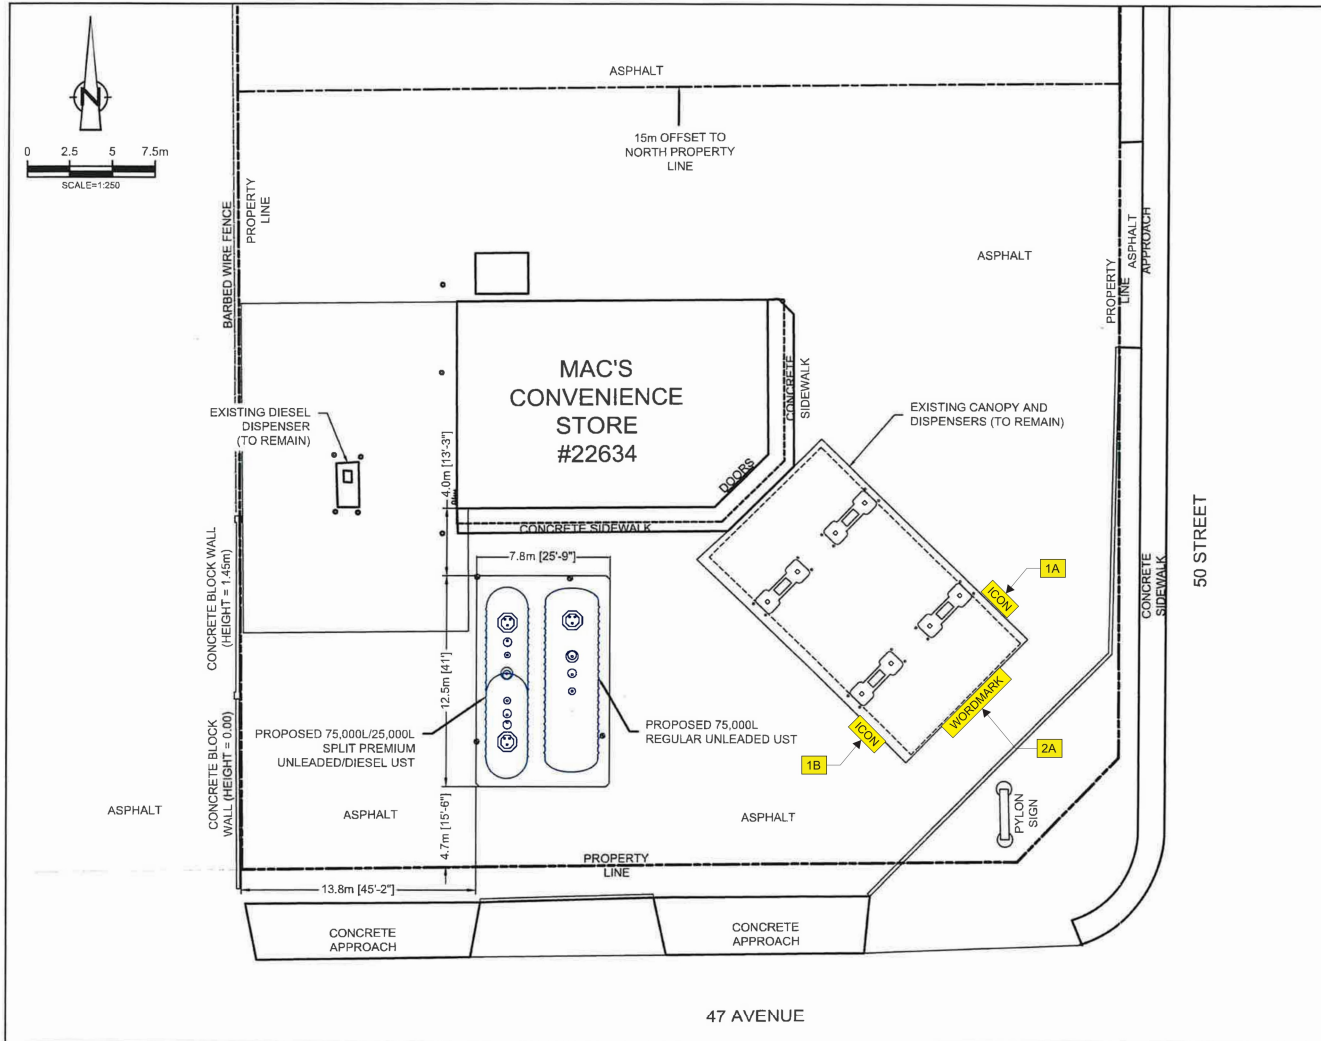 ASPHALT
N
15m OFFSET TO
NORTH PROPERTY
LINE
0 2.5 5 7.5m
SCALE=1:250
BARBED WIRE FENCE
PROPERTY
LINE
ASPHALT
PROPERTY
LINE
ASPHALT
APPROACH
MAC'S
CONVENIENCE
STORE
#22634
CONCRETE
SIDEWALK
EXISTING DIESEL
DISPENSER
(TO REMAIN)
EXISTING CANOPY AND
DISPENSERS (TO REMAIN)
4.0m [13'-3"]
DOORS
CONCRETE SIDEWALK
7.8m [25'-9"]
CONCRETE BLOCK WALL
(HEIGHT = 1.45m)
50 STREET
CONCRETE
SIDEWALK
1A
ICON
12.5m [41']
WORDMARK
2A
ICON
1B
PROPOSED 75,000L/25,000L
SPLIT PREMIUM
UNLEADED/DIESEL UST
PROPOSED 75,000L
REGULAR UNLEADED UST
CONCRETE BLOCK
WALL (HEIGHT = 0.00)
ASPHALT
ASPHALT
ASPHALT
PYLON
SIGN
4.7m [15'-6"]
PROPERTY
LINE
13.8m [45'-2"]
CONCRETE
APPROACH
CONCRETE
APPROACH
47 AVENUE